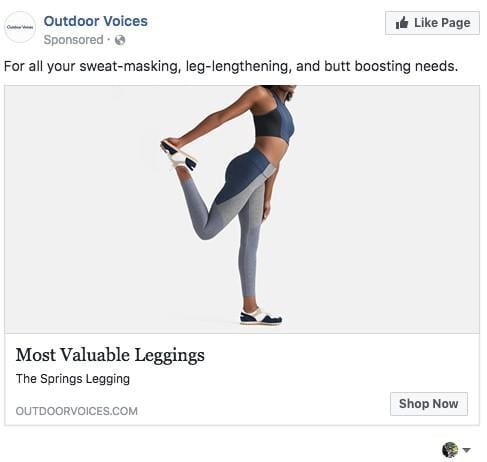 Outdoor Voices
Outdoor Voices
Like Page
Sponsored ·
For all your sweat-masking, leg-lengthening, and butt boosting needs.
Most Valuable Leggings
The Springs Legging
OUTDOORVOICES.COM
Shop Now